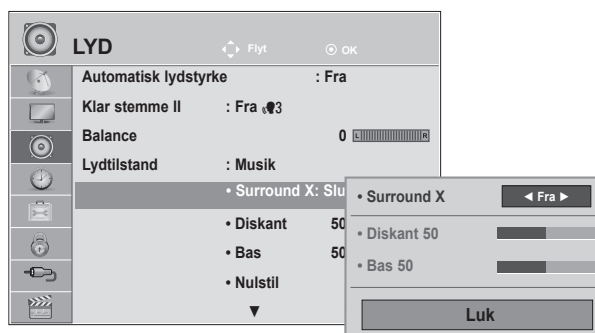 LYD
Flyt
OK
Automatisk lydstyrke : Fra
Klar stemme II : Fra 3
Balance 0 L R
Lydtilstand : Musik
• Surround X: Slu
• Diskant 50
• Bas 50
• Nulstil
▼
• Surround X ◄ Fra ►
• Diskant 50
• Bas 50
Luk